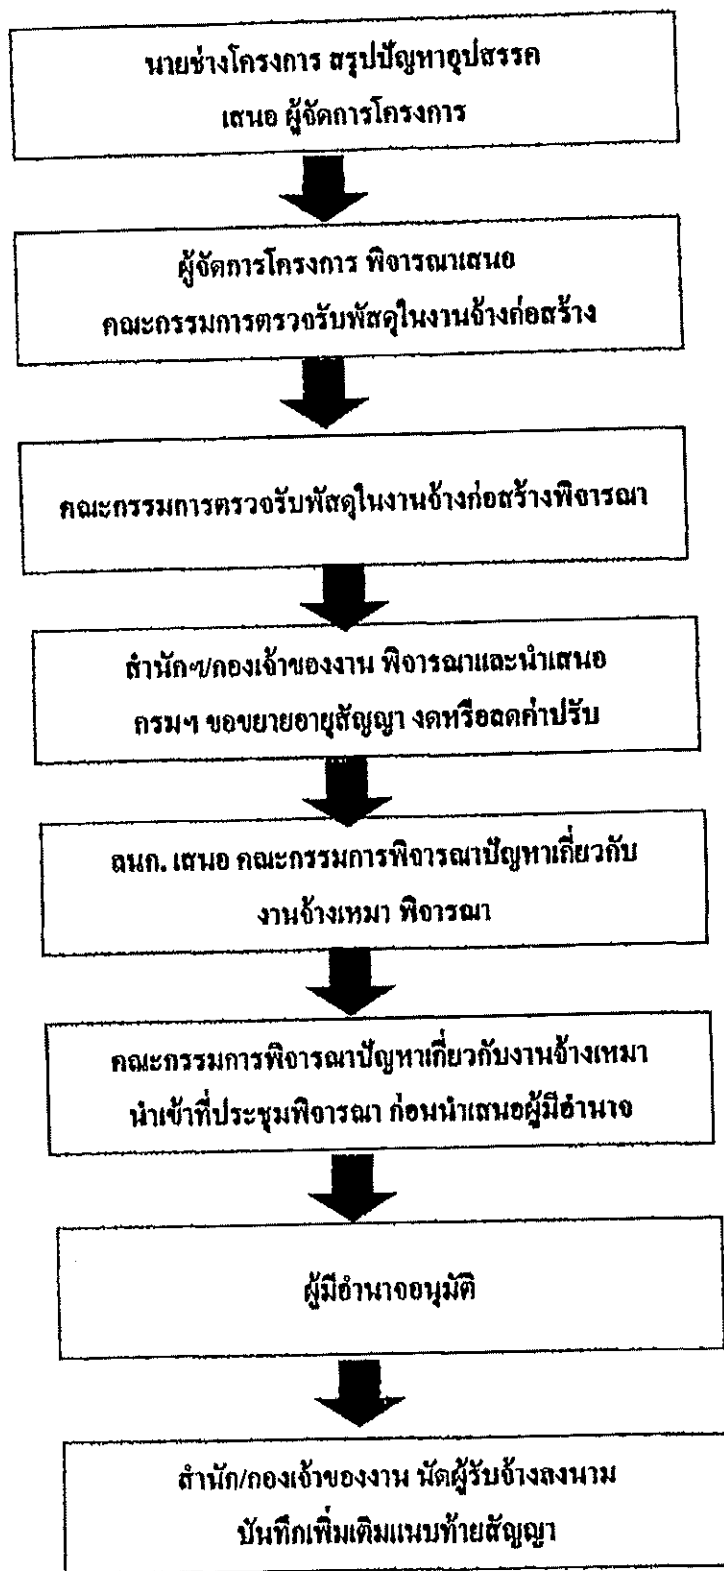 นายช่างโครงการ สรุปปัญหาอุปสรรค
เสนอ ผู้จัดการโครงการ
ผู้จัดการโครงการ พิจารณาเสนอ
คณะกรรมการตรวจรับพัสดุในงานจ้างก่อสร้าง
คณะกรรมการตรวจรับพัสดุในงานจ้างก่อสร้างพิจารณา
สำนักฯ/กองเจ้าของงาน พิจารณาและนำเสนอ
กรมฯ ขอขยายอายุสัญญา งดหรือลดค่าปรับ
ลนก. เสนอ คณะกรรมการพิจารณาปัญหาเกี่ยวกับ
งานจ้างเหมา พิจารณา
คณะกรรมการพิจารณาปัญหาเกี่ยวกับงานจ้างเหมา
นำเข้าที่ประชุมพิจารณา ก่อนนำเสนอผู้มีอำนาจ
ผู้มีอำนาจอนุมัติ
สำนัก/กองเจ้าของงาน นัดผู้รับจ้างลงนาม
บันทึกเพิ่มเติมแนบท้ายสัญญา